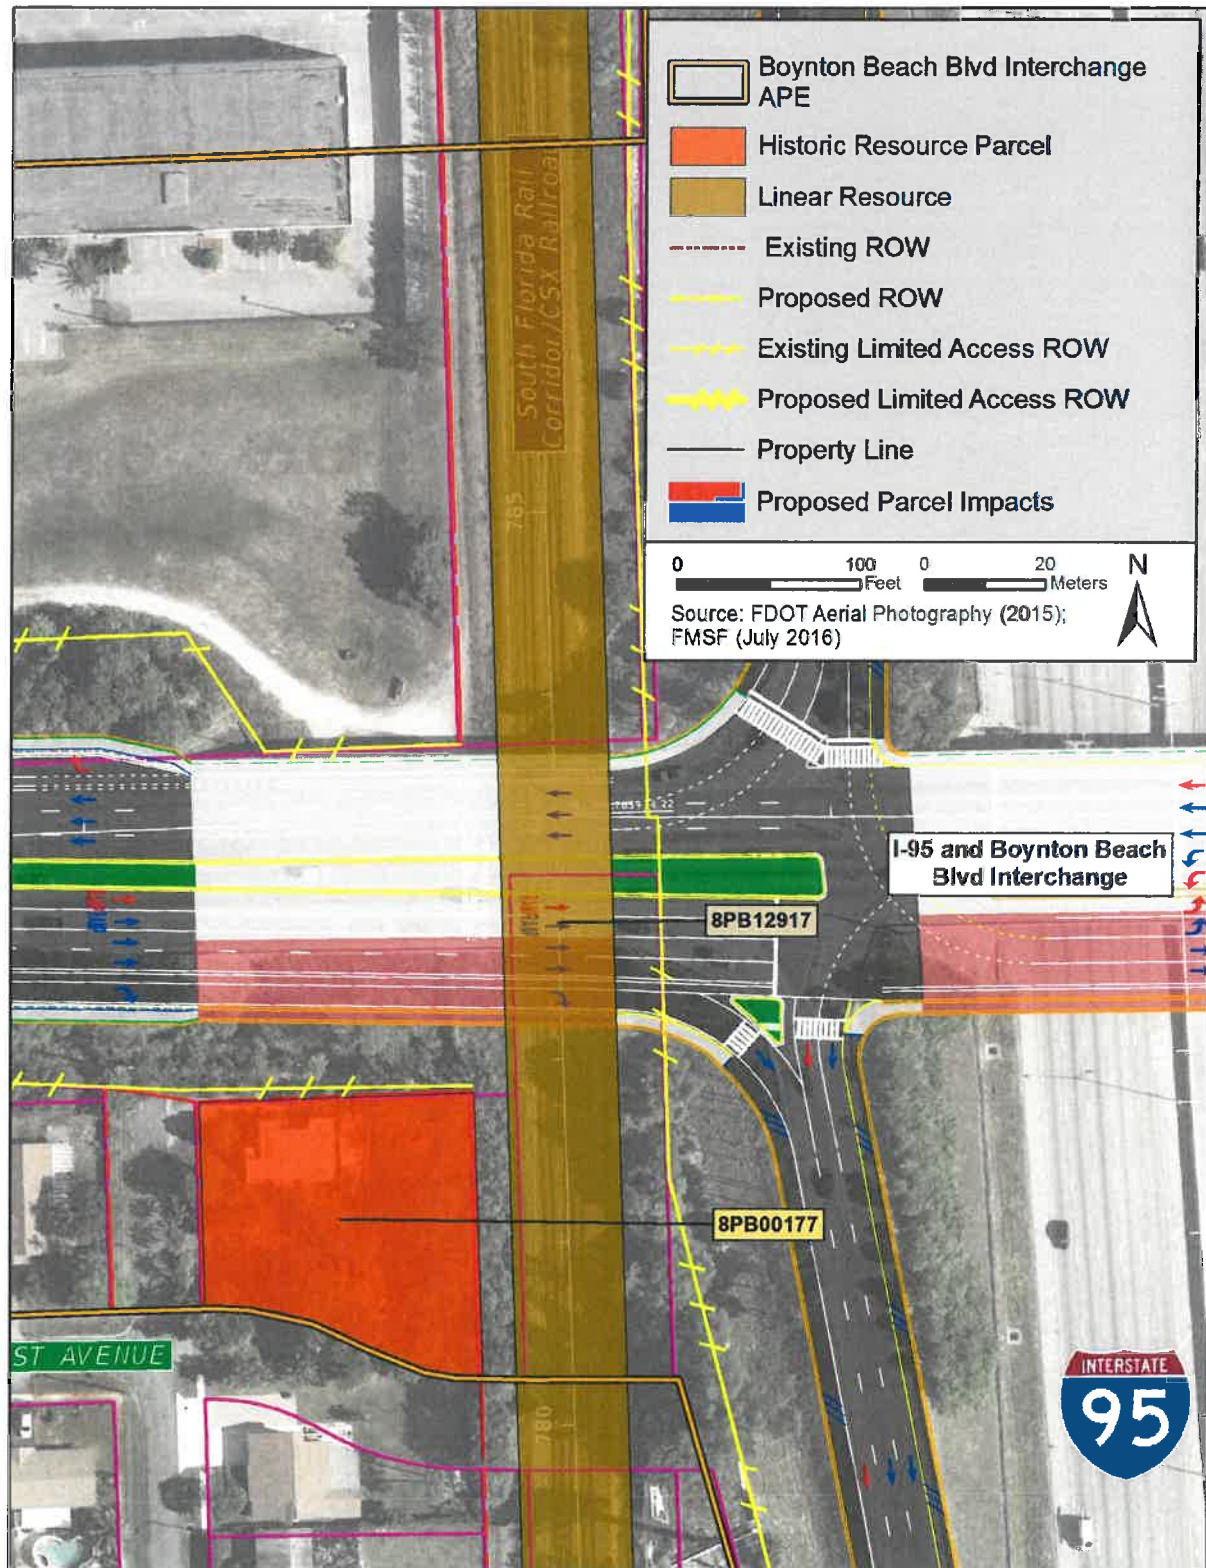 Boynton Beach Blvd Interchange
APE
Historic Resource Parcel
Linear Resource
Existing ROW
Proposed ROW
Existing Limited Access ROW
Proposed Limited Access ROW
Property Line
Proposed Parcel Impacts
0 100 0 20
Feet Meters
N
Source: FDOT Aerial Photography (2015);
FMSF (July 2016)
South Florida Rail
Corridor/CSX Railroad
785
I-95 and Boynton Beach
Blvd Interchange
8PB12917
8PB00177
ST AVENUE
INTERSTATE
95
780